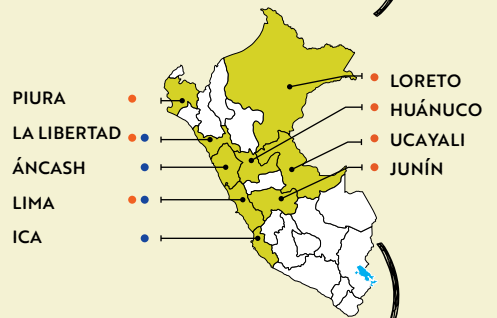 PIURA
LA LIBERTAD
ÁNCASH
LIMA
ICA
LORETO
HUÁNUCO
UCAYALI
JUNÍN